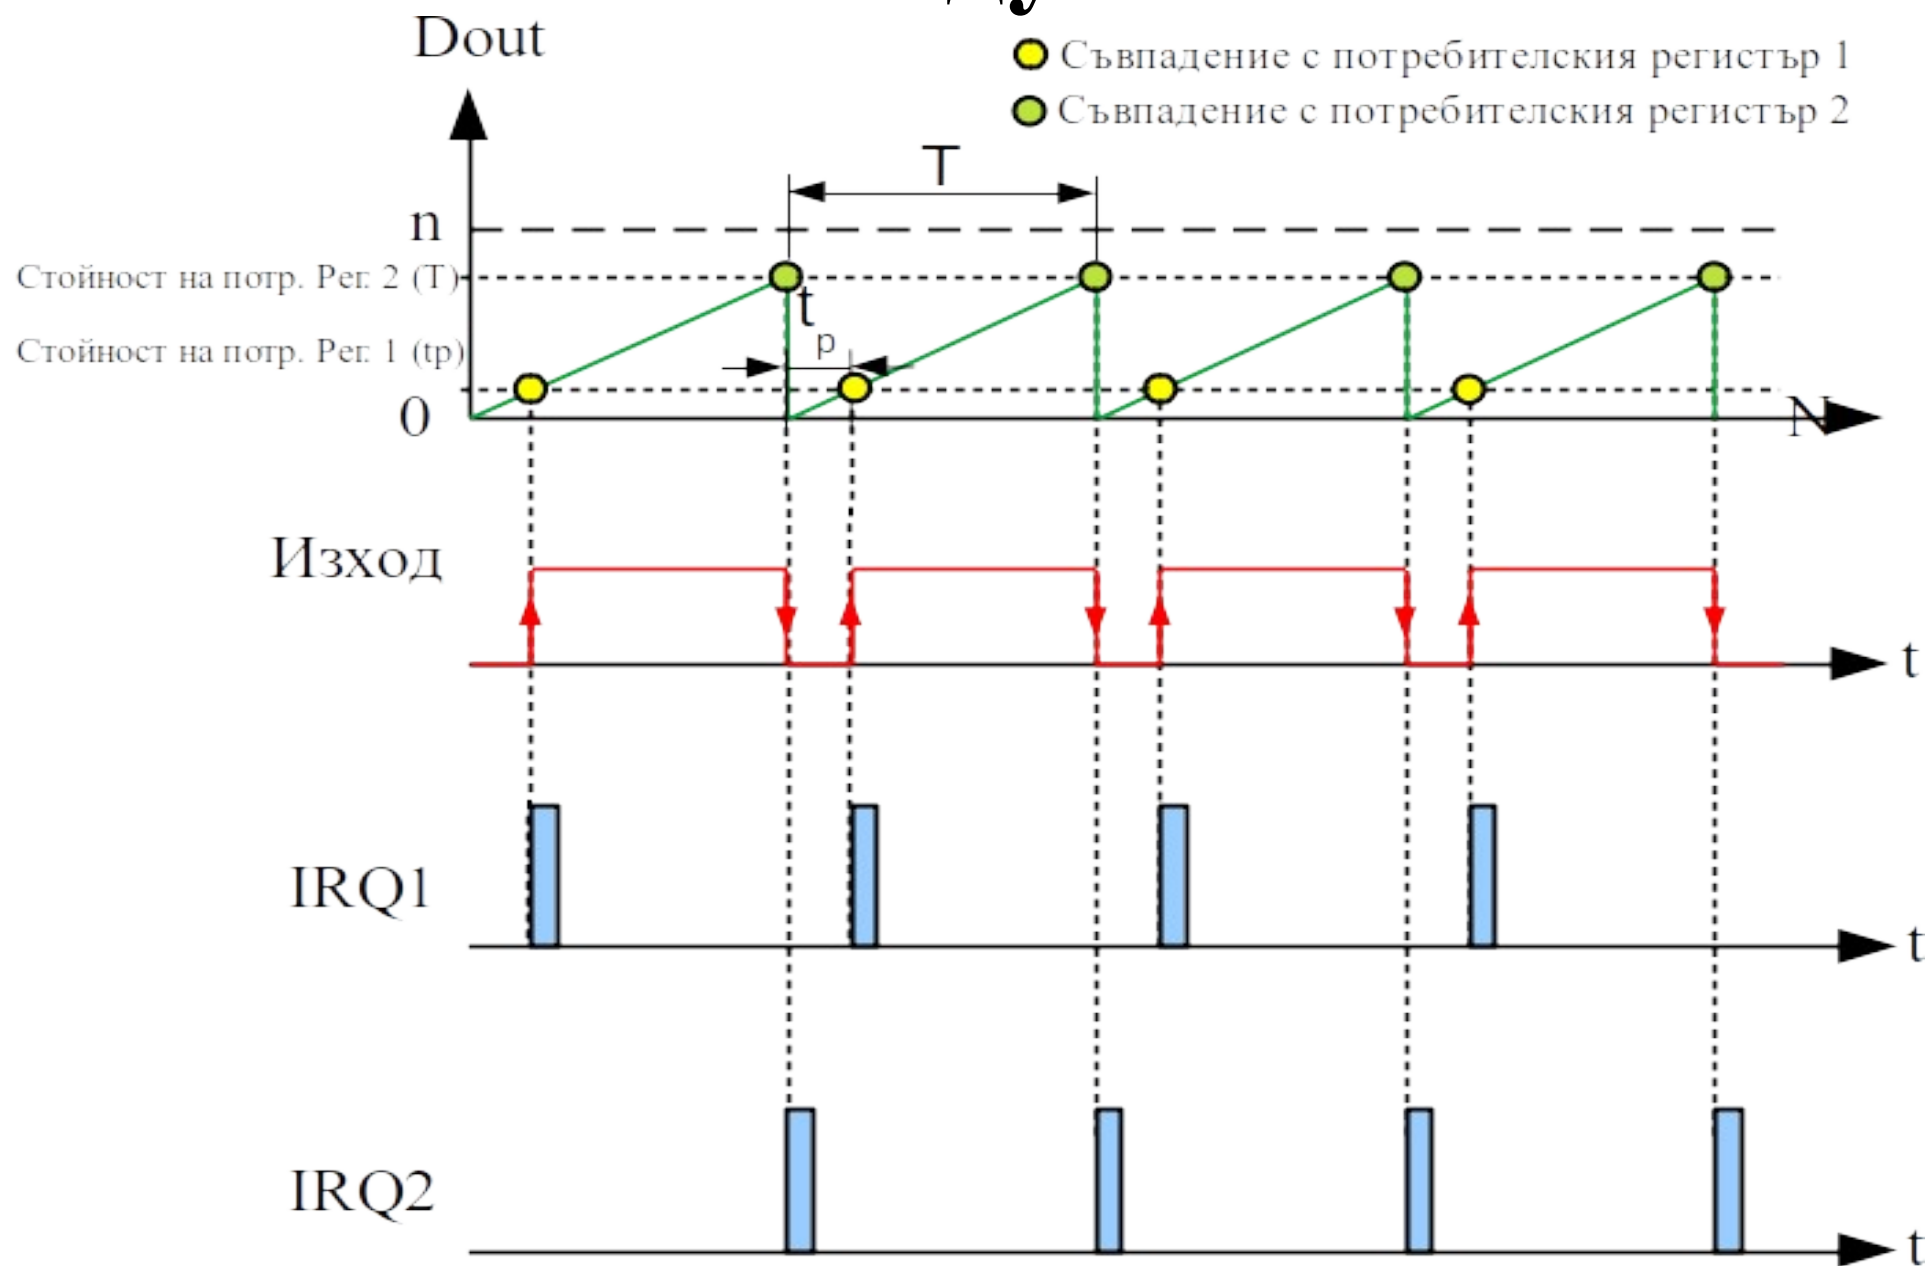 Dout
Съвпадение с потребителския регистър 1
Съвпадение с потребителския регистър 2
T
n
Стойност на потр. Рег. 2 (T)
t
p
Стойност на потр. Рег. 1 (tp)
0
N
Изход
t
IRQ1
t
IRQ2
t